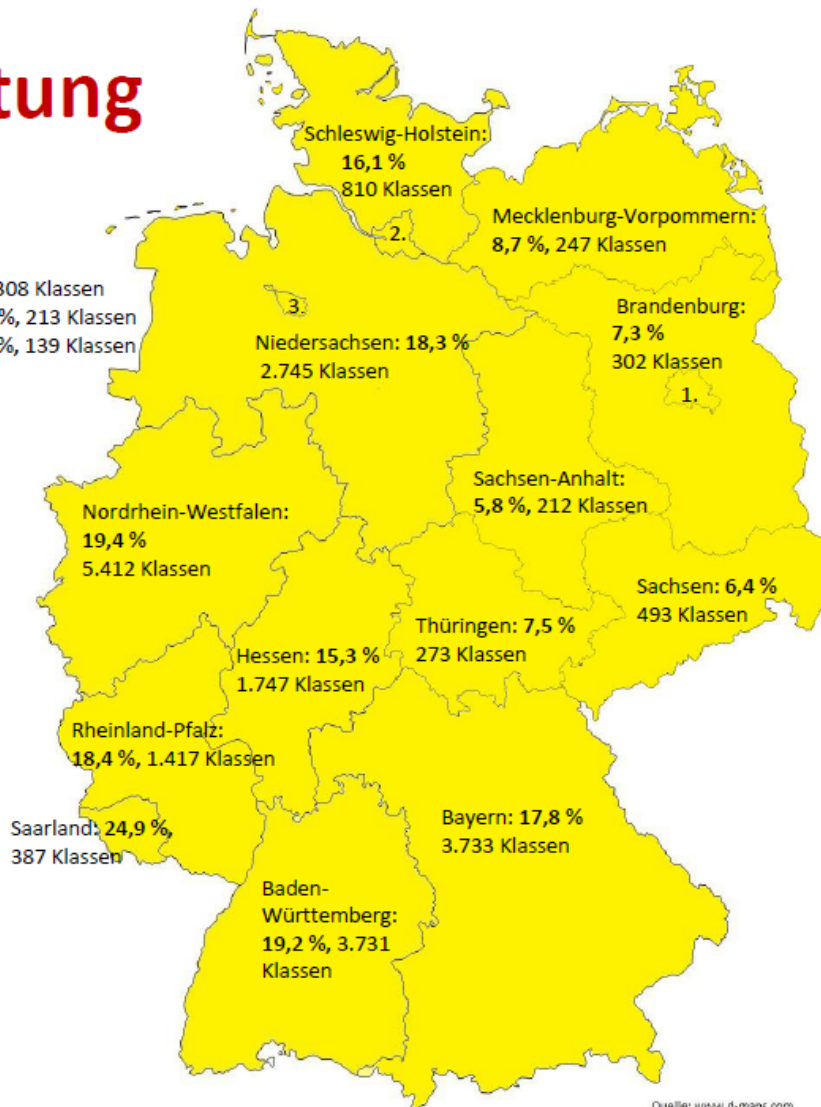 tung
Schleswig-Holstein:
16,1 %
810 Klassen
2.
Mecklenburg-Vorpommern:
8,7 %, 247 Klassen
308 Klassen
%, 213 Klassen
%, 139 Klassen
3.
Niedersachsen: 18,3 %
2.745 Klassen
Brandenburg:
7,3 %
302 Klassen
1.
Sachsen-Anhalt:
5,8 %, 212 Klassen
Nordrhein-Westfalen:
19,4 %
5.412 Klassen
Sachsen: 6,4 %
493 Klassen
Thüringen: 7,5 %
273 Klassen
Hessen: 15,3 %
1.747 Klassen
Rheinland-Pfalz:
18,4 %, 1.417 Klassen
Saarland: 24,9 %,
387 Klassen
Bayern: 17,8 %
3.733 Klassen
Baden-
Württemberg:
19,2 %, 3.731
Klassen
Quelle: www.d-maps.com